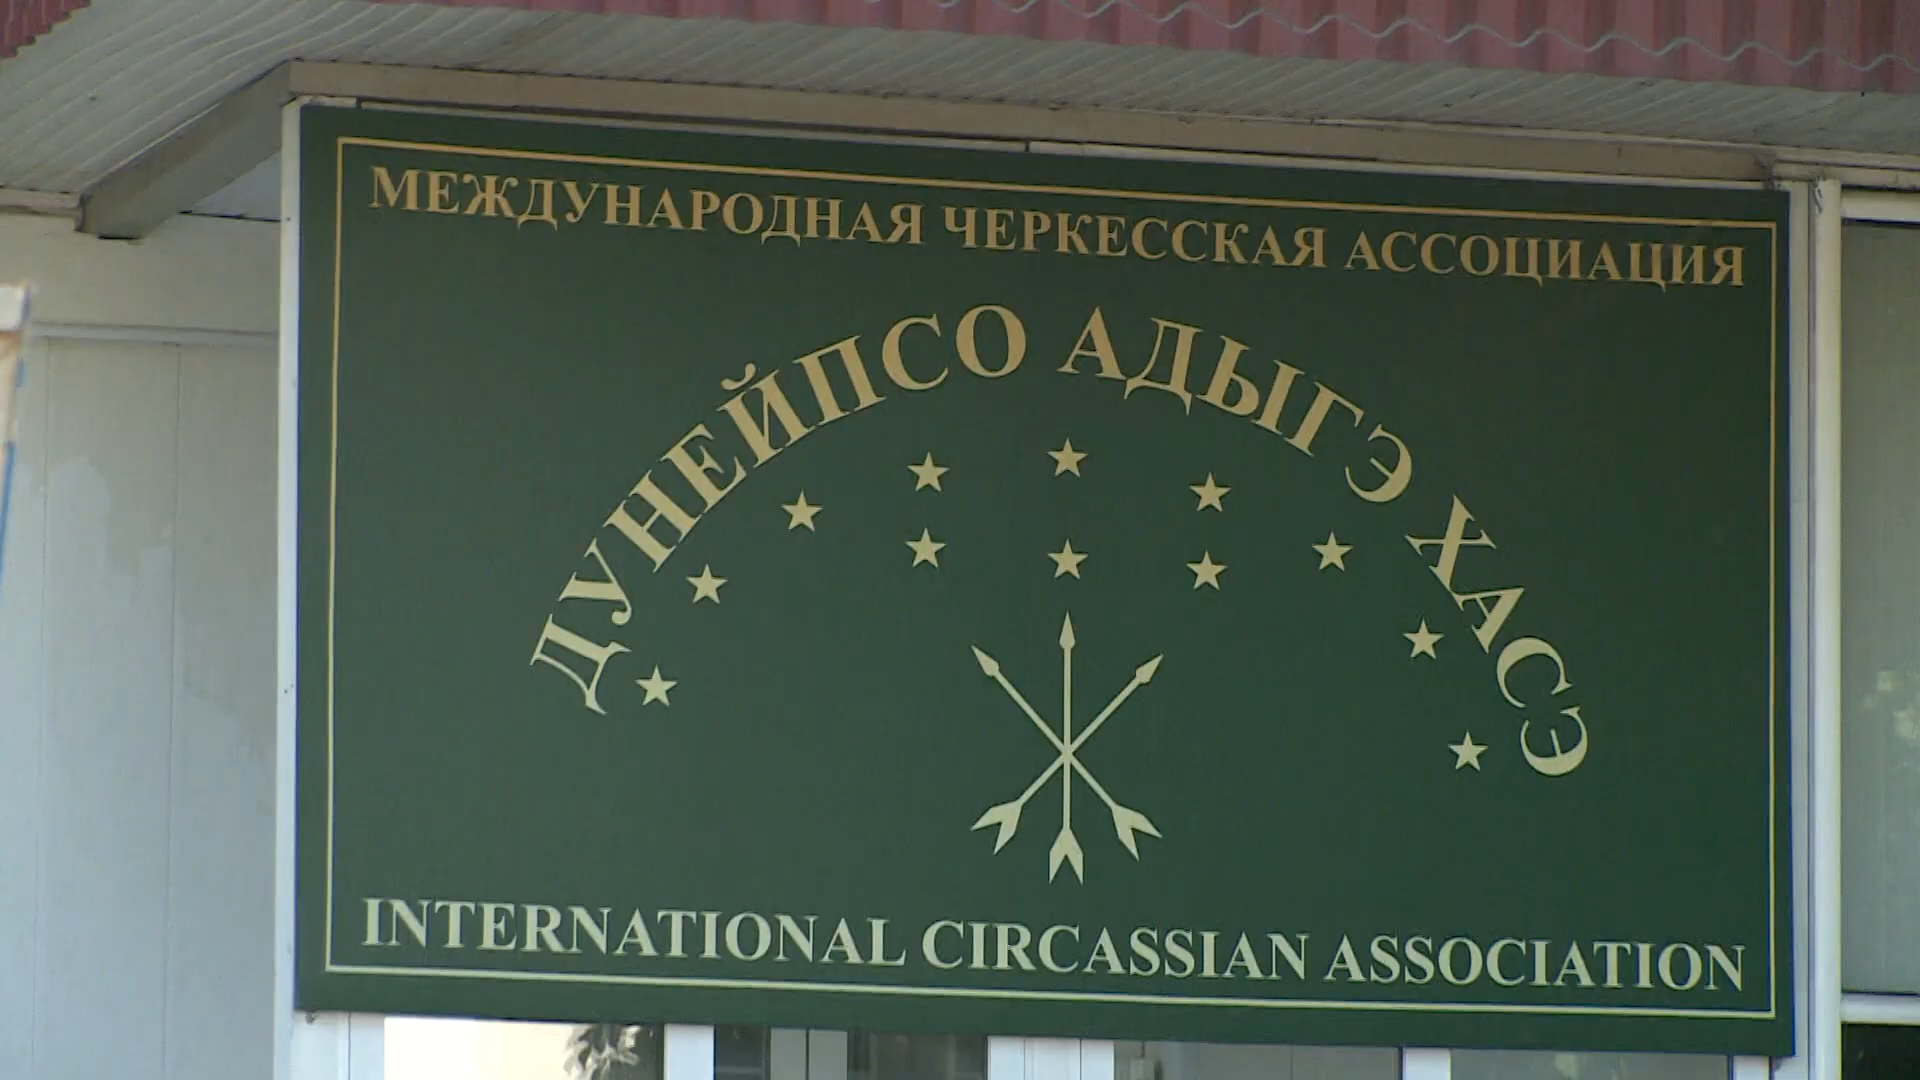 МЕЖДУНАРОДНАЯ ЧЕРКЕССКАЯ АССОЦИАЦИЯ
ДУНЕЙПСО АДЫГЭ ХАСЭ
INTERNATIONAL CIRCASSIAN ASSOCIATION